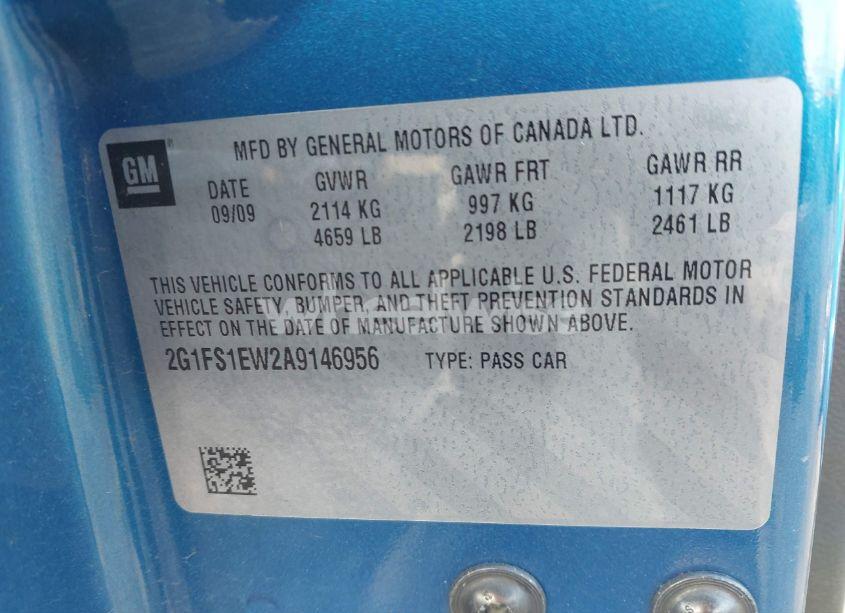 GM
MFD BY GENERAL MOTORS OF CANADA LTD.
DATE GVWR GAWR FRT GAWR RR
09/09 2114 KG 997 KG 1117 KG
4659 LB 2198 LB 2461 LB
THIS VEHICLE CONFORMS TO ALL APPLICABLE U.S. FEDERAL MOTOR
VEHICLE SAFETY, BUMPER, AND THEFT PREVENTION STANDARDS IN
EFFECT ON THE DATE OF MANUFACTURE SHOWN ABOVE.
2G1FS1EW2A9146956 TYPE: PASS CAR